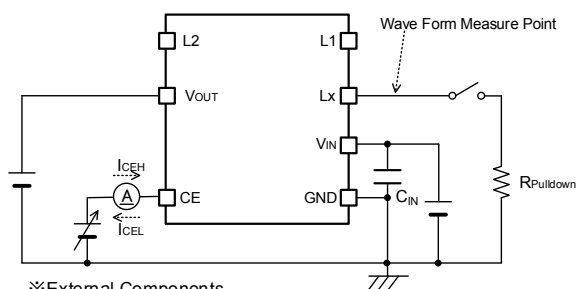 Wave Form Measure Point
L2
L1
VOUT
Lx
VIN
ICEH
A
CE
ICEL
GND
CIN
RPulldown
※External Components